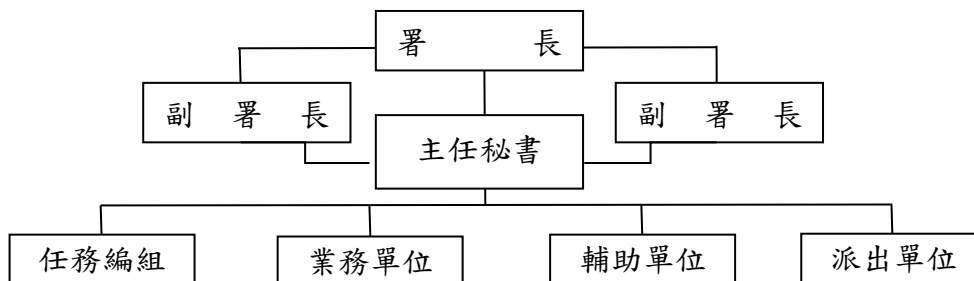 署長
副署長
副署長
主任秘書
任務編組
業務單位
輔助單位
派出單位